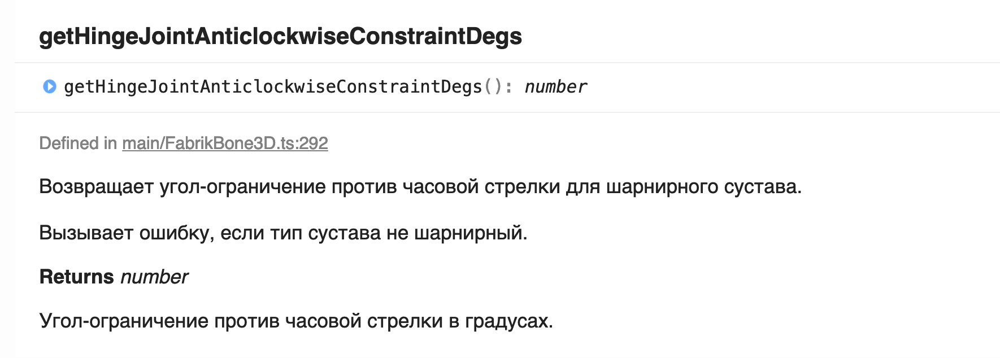 getHingeJointAnticlockwiseConstraintDegs
getHingeJointAnticlockwiseConstraintDegs(): number
Defined in main/FabrikBone3D.ts:292
Возвращает угол-ограничение против часовой стрелки для шарнирного сустава.
Вызывает ошибку, если тип сустава не шарнирный.
Returns number
Угол-ограничение против часовой стрелки в градусах.